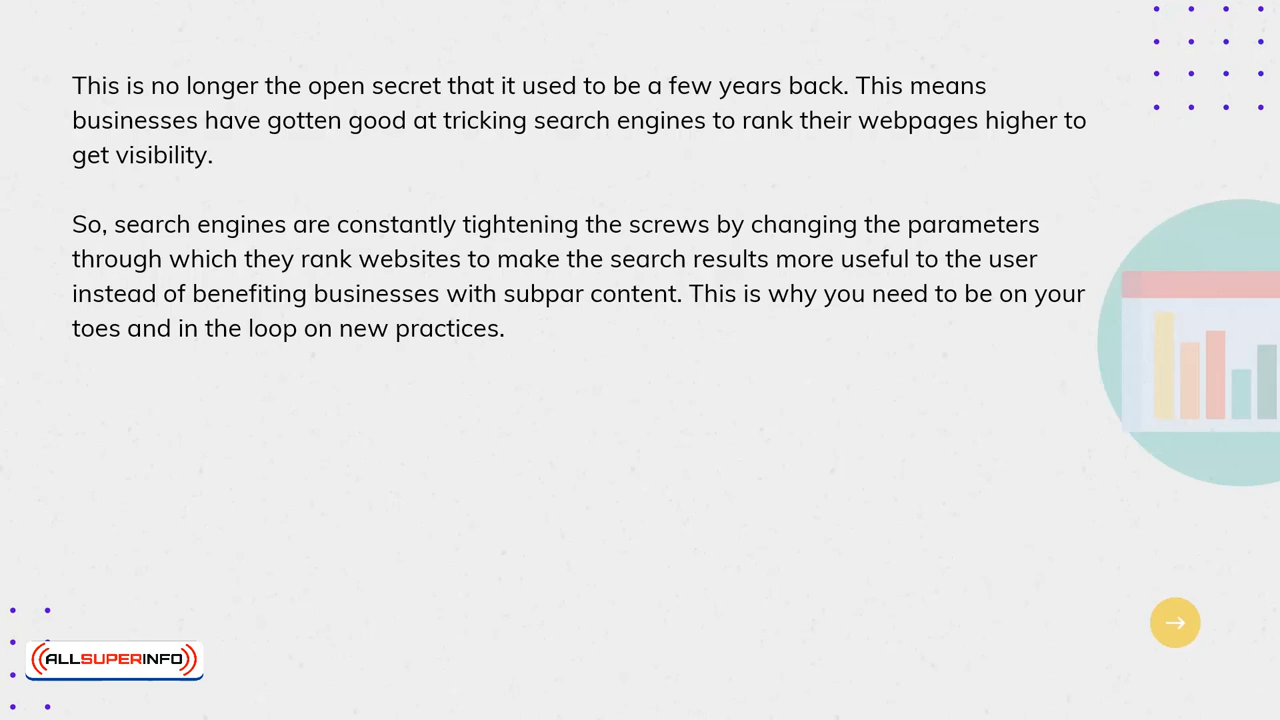 This is no longer the open secret that it used to be a few years back. This means
businesses have gotten good at tricking search engines to rank their webpages higher to
get visibility.
So, search engines are constantly tightening the screws by changing the parameters
through which they rank websites to make the search results more useful to the user
instead of benefiting businesses with subpar content. This is why you need to be on your
toes and in the loop on new practices.
ALLSUPERINFO